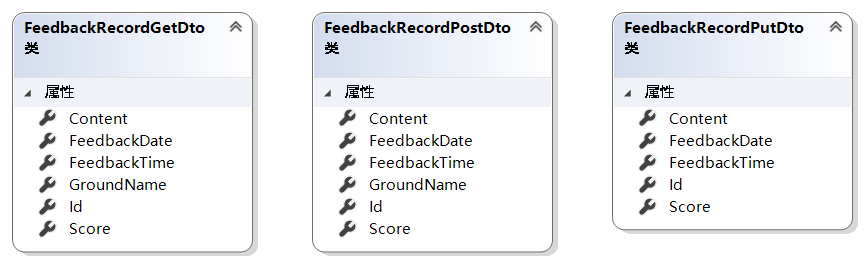 FeedbackRecordGetDto
类
属性
Content
FeedbackDate
FeedbackTime
GroundName
Id
Score
FeedbackRecordPostDto
类
属性
Content
FeedbackDate
FeedbackTime
GroundName
Id
Score
FeedbackRecordPutDto
类
属性
Content
FeedbackDate
FeedbackTime
Id
Score